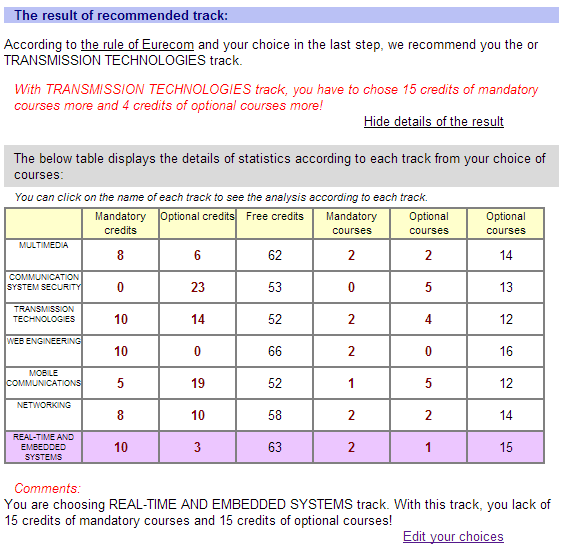 The result of recommended track:
According to the rule of Eurecom and your choice in the last step, we recommend you the or
TRANSMISSION TECHNOLOGIES track.
With TRANSMISSION TECHNOLOGIES track, you have to chose 15 credits of mandatory
courses more and 4 credits of optional courses more!
Hide details of the result
The below table displays the details of statistics according to each track from your choice of
courses:
You can click on the name of each track to see the analysis according to each track.
Mandatory credits Optional credits Free credits Mandatory courses Optional courses Optional courses
MULTIMEDIA 8 6 62 2 2 14
COMMUNICATION SYSTEM SECURITY 0 23 53 0 5 13
TRANSMISSION TECHNOLOGIES 10 14 52 2 4 12
WEB ENGINEERING 10 0 66 2 0 16
MOBILE COMMUNICATIONS 5 19 52 1 5 12
NETWORKING 8 10 58 2 2 14
REAL-TIME AND EMBEDDED SYSTEMS 10 3 63 2 1 15
Comments:
You are choosing REAL-TIME AND EMBEDDED SYSTEMS track. With this track, you lack of
15 credits of mandatory courses and 15 credits of optional courses!
Edit your choices